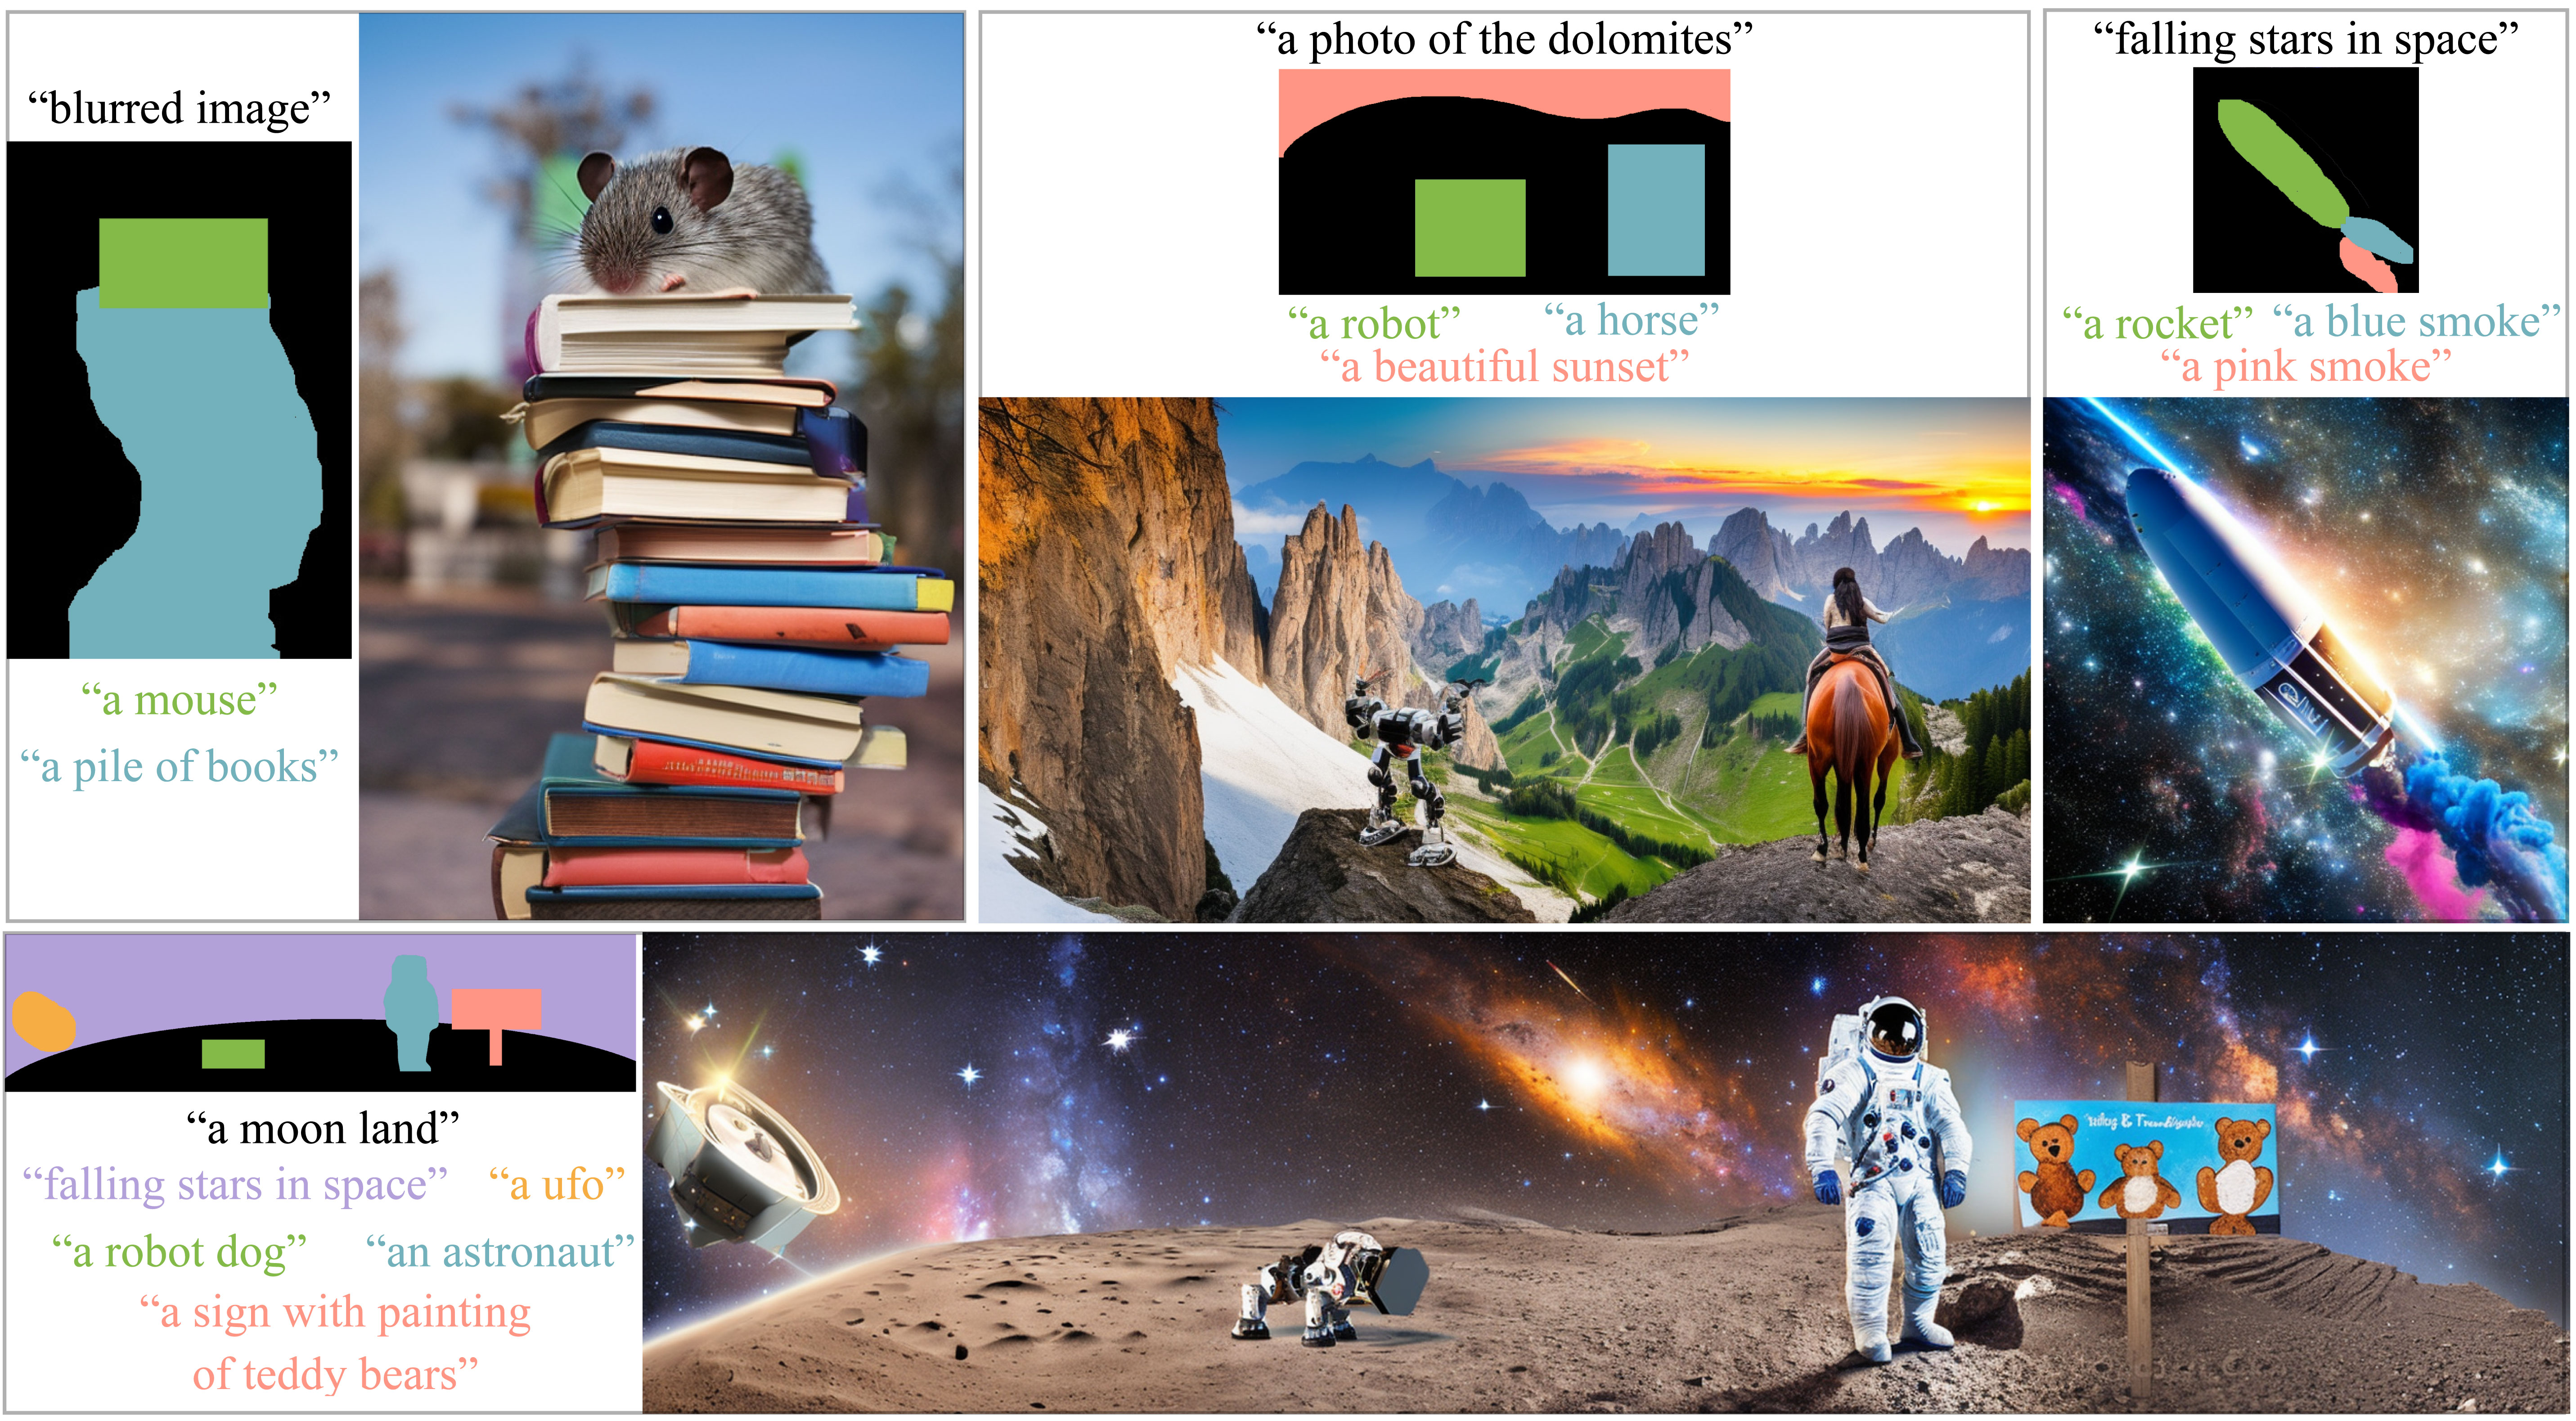 “blurred image”
“a mouse”
“a pile of books”
“a photo of the dolomites”
“a robot” “a horse”
“a beautiful sunset”
“falling stars in space”
“a rocket” “a blue smoke”
“a pink smoke”
“a moon land”
“falling stars in space” “a ufo”
“a robot dog” “an astronaut”
“a sign with painting
of teddy bears”